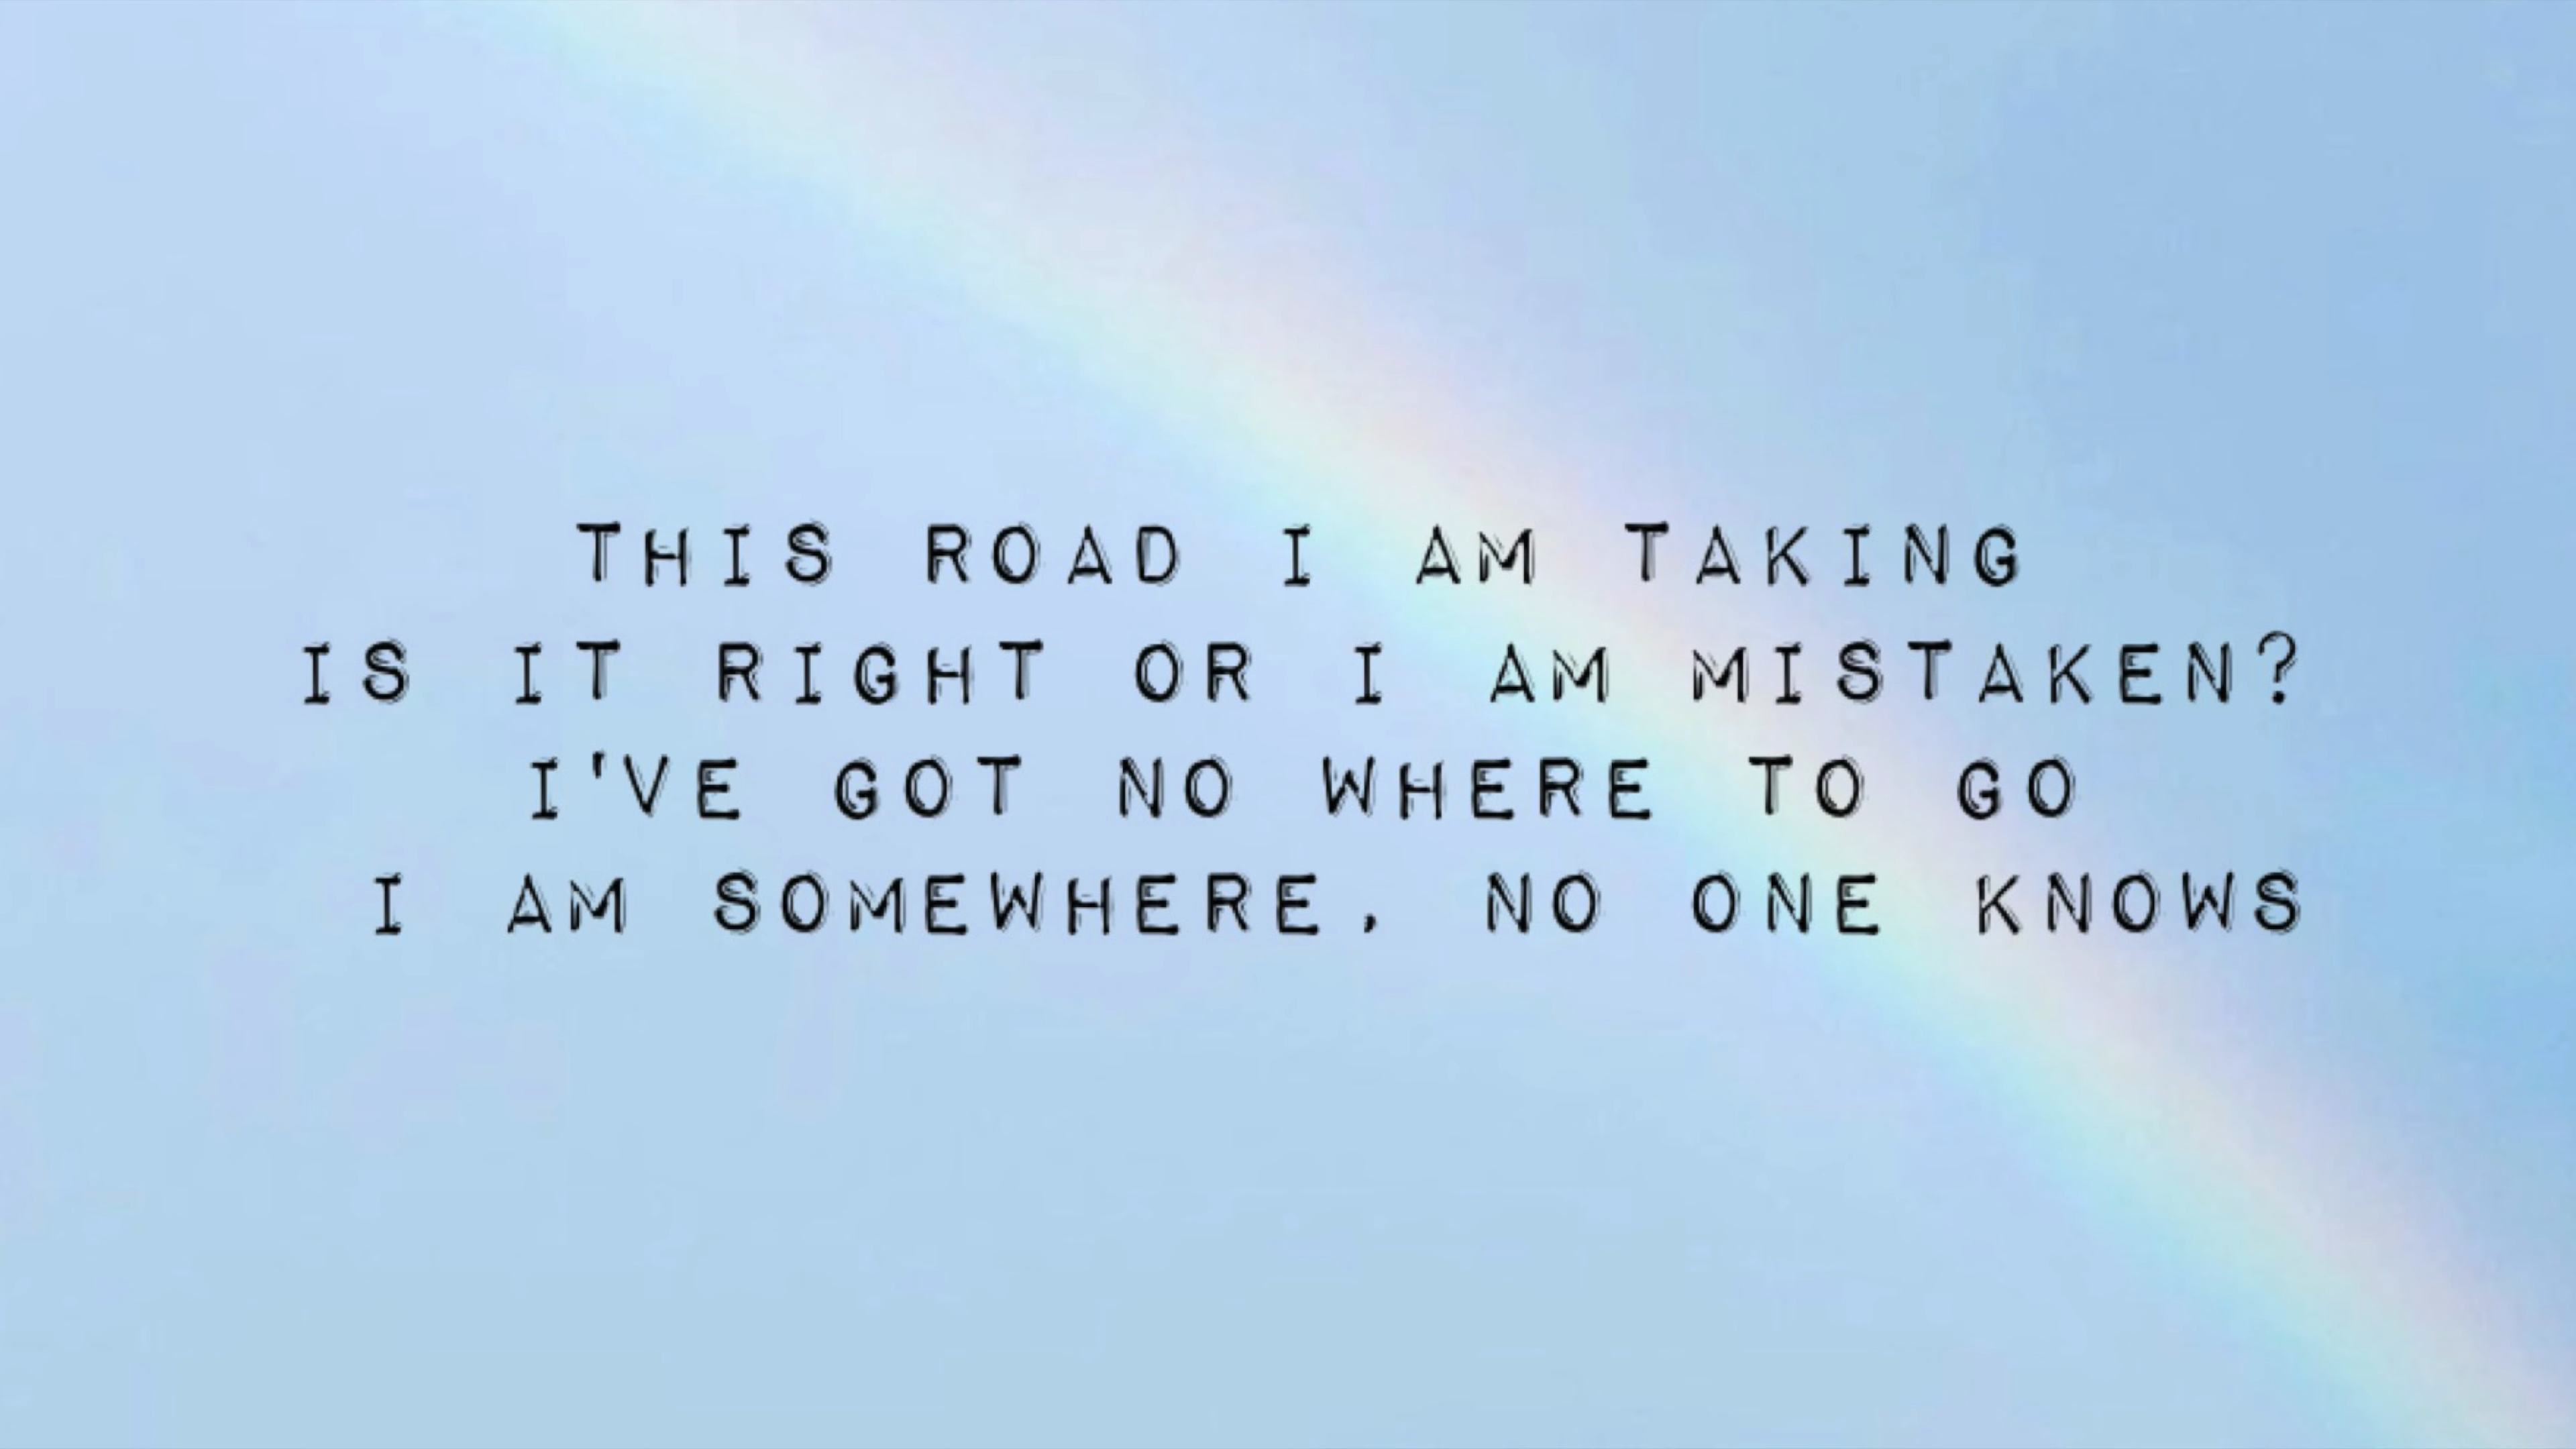 THIS ROAD I AM TAKING
IS IT RIGHT OR I AM MISTAKEN?
I'VE GOT NO WHERE TO GO
I AM SOMEWHERE, NO ONE KNOWS